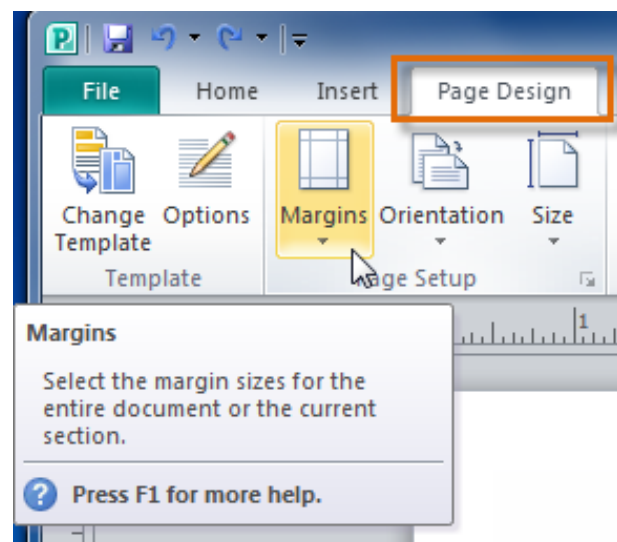 P
File Home Insert Page Design
Change Template Options Margins Orientation Size
Template Page Setup
1
Margins
Select the margin sizes for the
entire document or the current
section.
? Press F1 for more help.